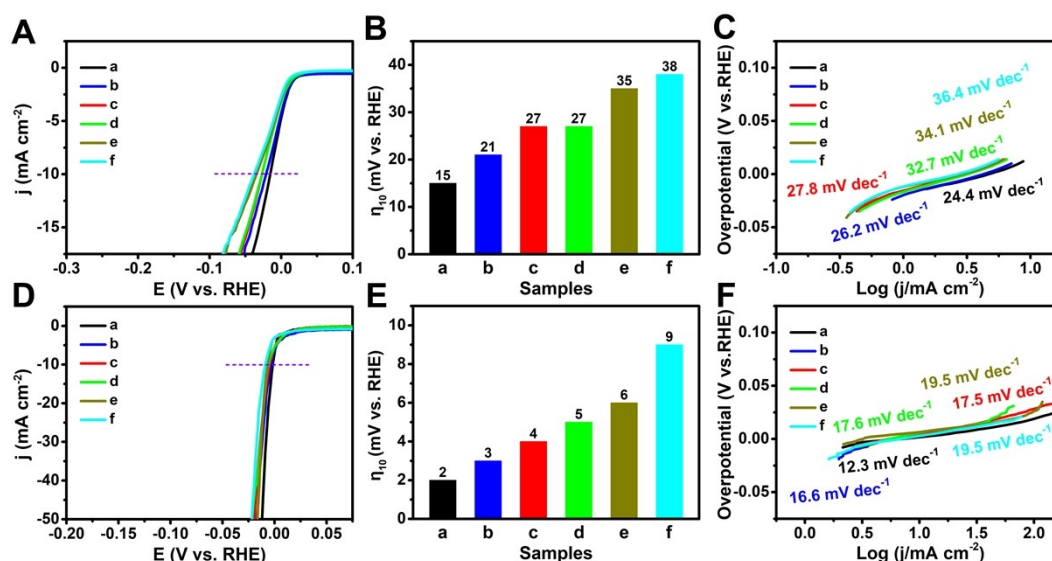 A
j (mA cm⁻²)
0
-5
-10
-15
a
b
c
d
e
f
-0.3
-0.2
-0.1
0.0
0.1
E (V vs. RHE)
B
η₁₀ (mV vs. RHE)
40
30
20
10
0
15
21
27
27
35
38
a
b
c
d
e
f
Samples
C
Overpotential (V vs.RHE)
0.10
0.05
0.00
-0.05
a
b
c
d
e
f
36.4 mV dec⁻¹
34.1 mV dec⁻¹
32.7 mV dec⁻¹
27.8 mV dec⁻¹
24.4 mV dec⁻¹
26.2 mV dec⁻¹
-1.0
-0.5
0.0
0.5
1.0
Log (j/mA cm⁻²)
D
j (mA cm⁻²)
0
-10
-20
-30
-40
-50
a
b
c
d
e
f
-0.20
-0.15
-0.10
-0.05
0.00
0.05
E (V vs. RHE)
E
η₁₀ (mV vs. RHE)
10
8
6
4
2
0
2
3
4
5
6
9
a
b
c
d
e
f
Samples
F
Overpotential (V vs.RHE)
0.10
0.05
0.00
-0.05
a
b
c
d
e
f
19.5 mV dec⁻¹
17.5 mV dec⁻¹
17.6 mV dec⁻¹
12.3 mV dec⁻¹
19.5 mV dec⁻¹
16.6 mV dec⁻¹
0.0
0.5
1.0
1.5
2.0
Log (j/mA cm⁻²)